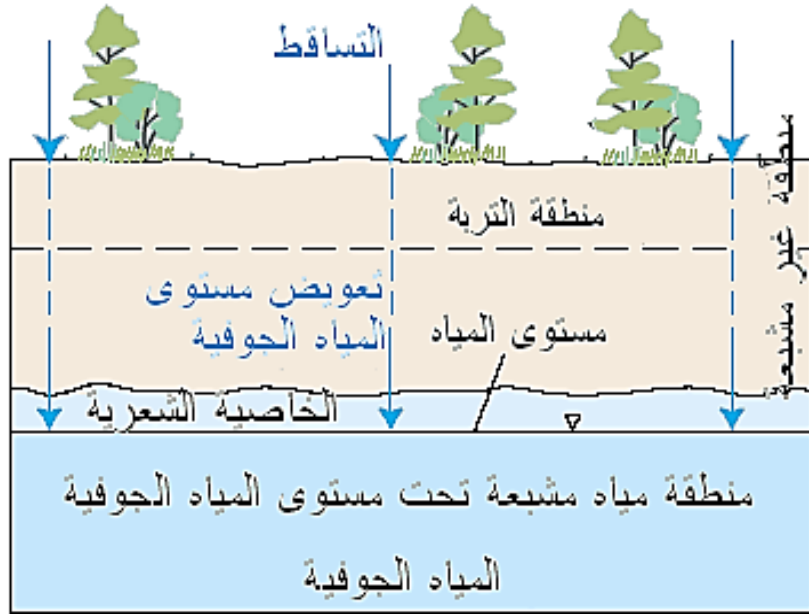 التساقط
منطقة غير مشبعة
منطقة التربة
تعويض مستوى
المياه الجوفية
مستوى المياه
الخاصية الشعرية
منطقة مياه مشبعة تحت مستوى المياه الجوفية
المياه الجوفية